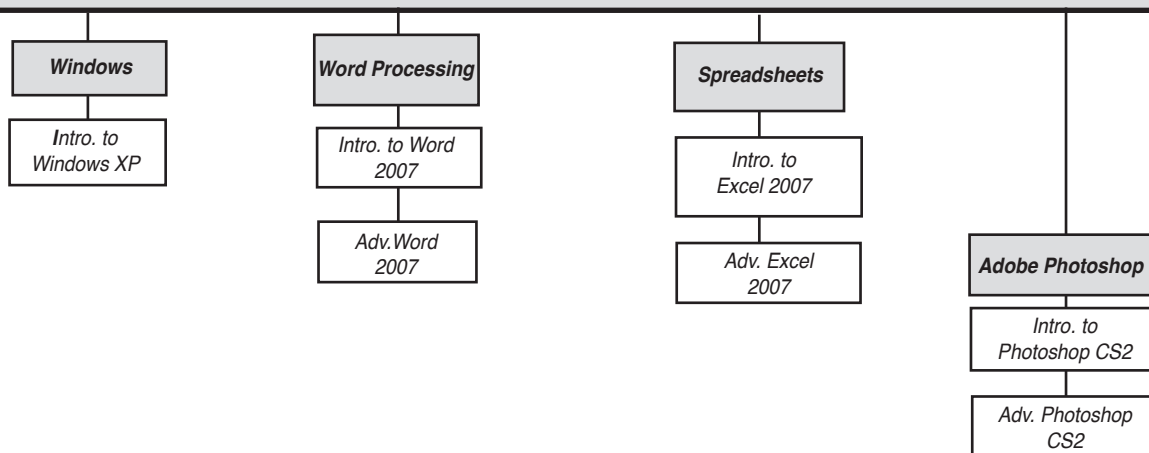 Windows
Intro. to
Windows XP
Word Processing
Intro. to Word
2007
Adv.Word
2007
Spreadsheets
Intro. to
Excel 2007
Adv. Excel
2007
Adobe Photoshop
Intro. to
Photoshop CS2
Adv. Photoshop
CS2